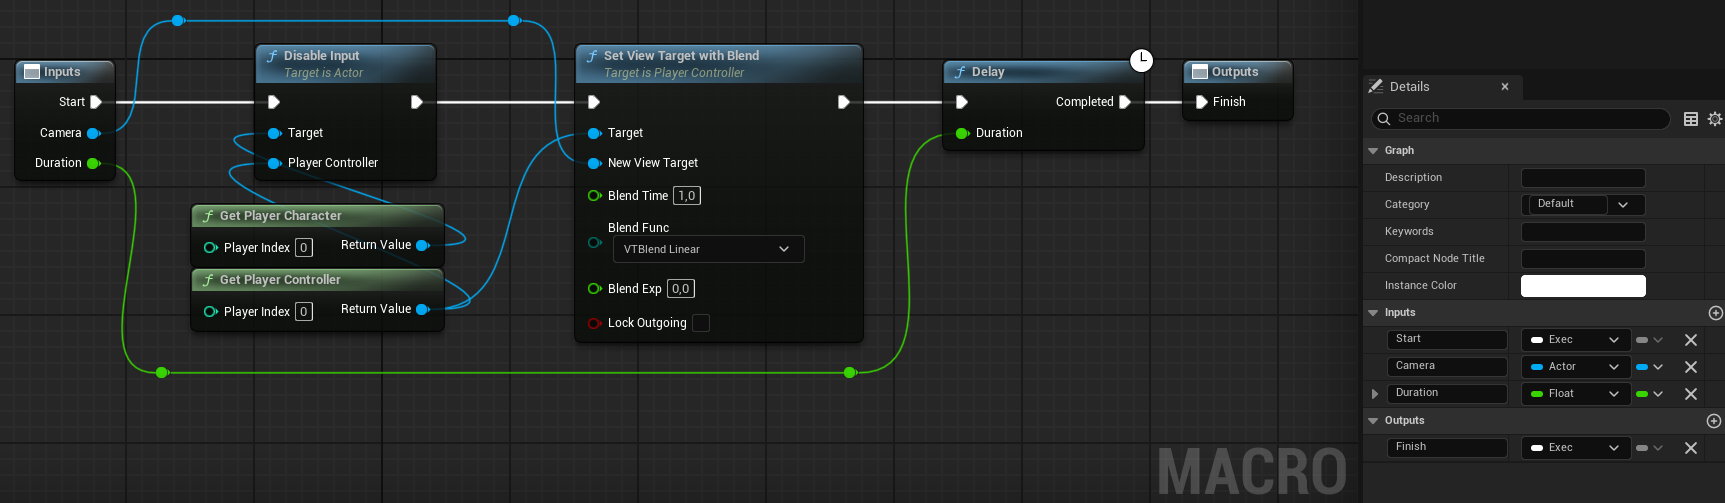 Inputs
Start
Camera
Duration
Disable Input
Target is Actor
Target
Player Controller
Get Player Character
Player Index 0
Return Value
Get Player Controller
Player Index 0
Return Value
Set View Target with Blend
Target is Player Controller
Target
New View Target
Blend Time 1,0
Blend Func
VTBlend Linear
Blend Exp 0,0
Lock Outgoing
Delay
Completed
Duration
Outputs
Finish
MACRO
Details
Search
Graph
Description
Category Default
Keywords
Compact Node Title
Instance Color
Inputs
Start Exec
Camera Actor
Duration Float
Outputs
Finish Exec